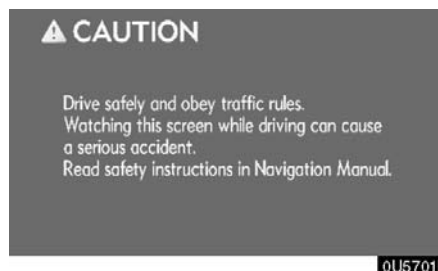 CAUTION
Drive safely and obey traffic rules.
Watching this screen while driving can cause
a serious accident.
Read safety instructions in Navigation Manual.
0U5701